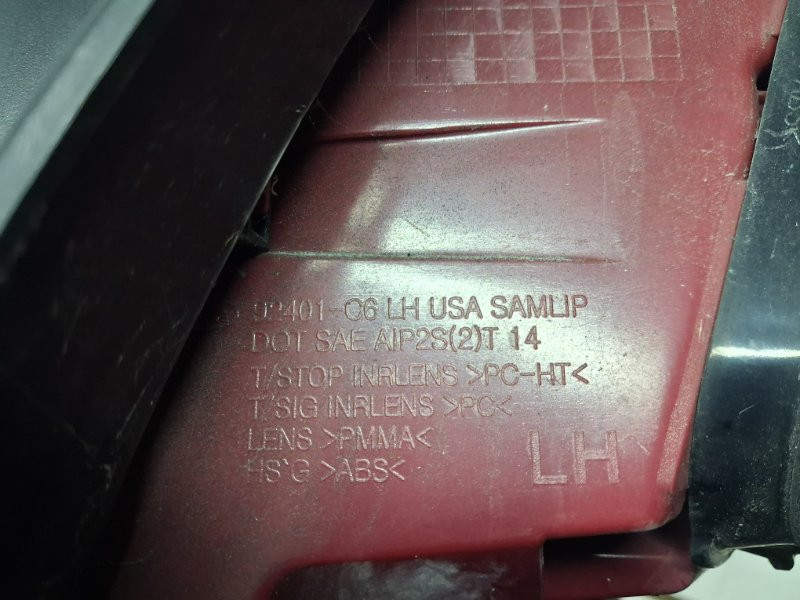 92401-C6 LH USA SAMLIP
DOT SAE AIP2S(2)T 14
T/STOP INRLENS >PC-HT<
T/SIG INRLENS >PC<
LENS >PMMA<
HS'G >ABS<
LH